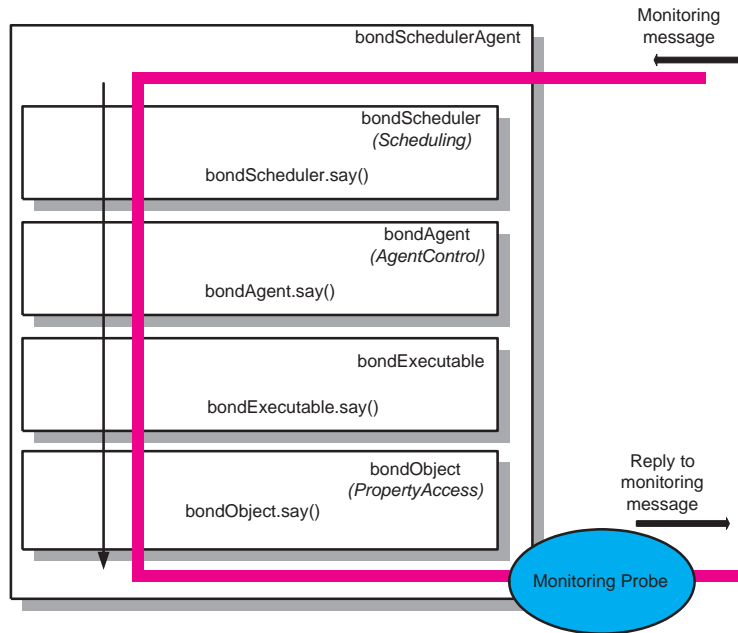 Monitoring
message
bondSchedulerAgent
bondScheduler
(Scheduling)
bondScheduler.say()
bondAgent
(AgentControl)
bondAgent.say()
bondExecutable
bondExecutable.say()
bondObject
(PropertyAccess)
bondObject.say()
Reply to
monitoring
message
Monitoring Probe